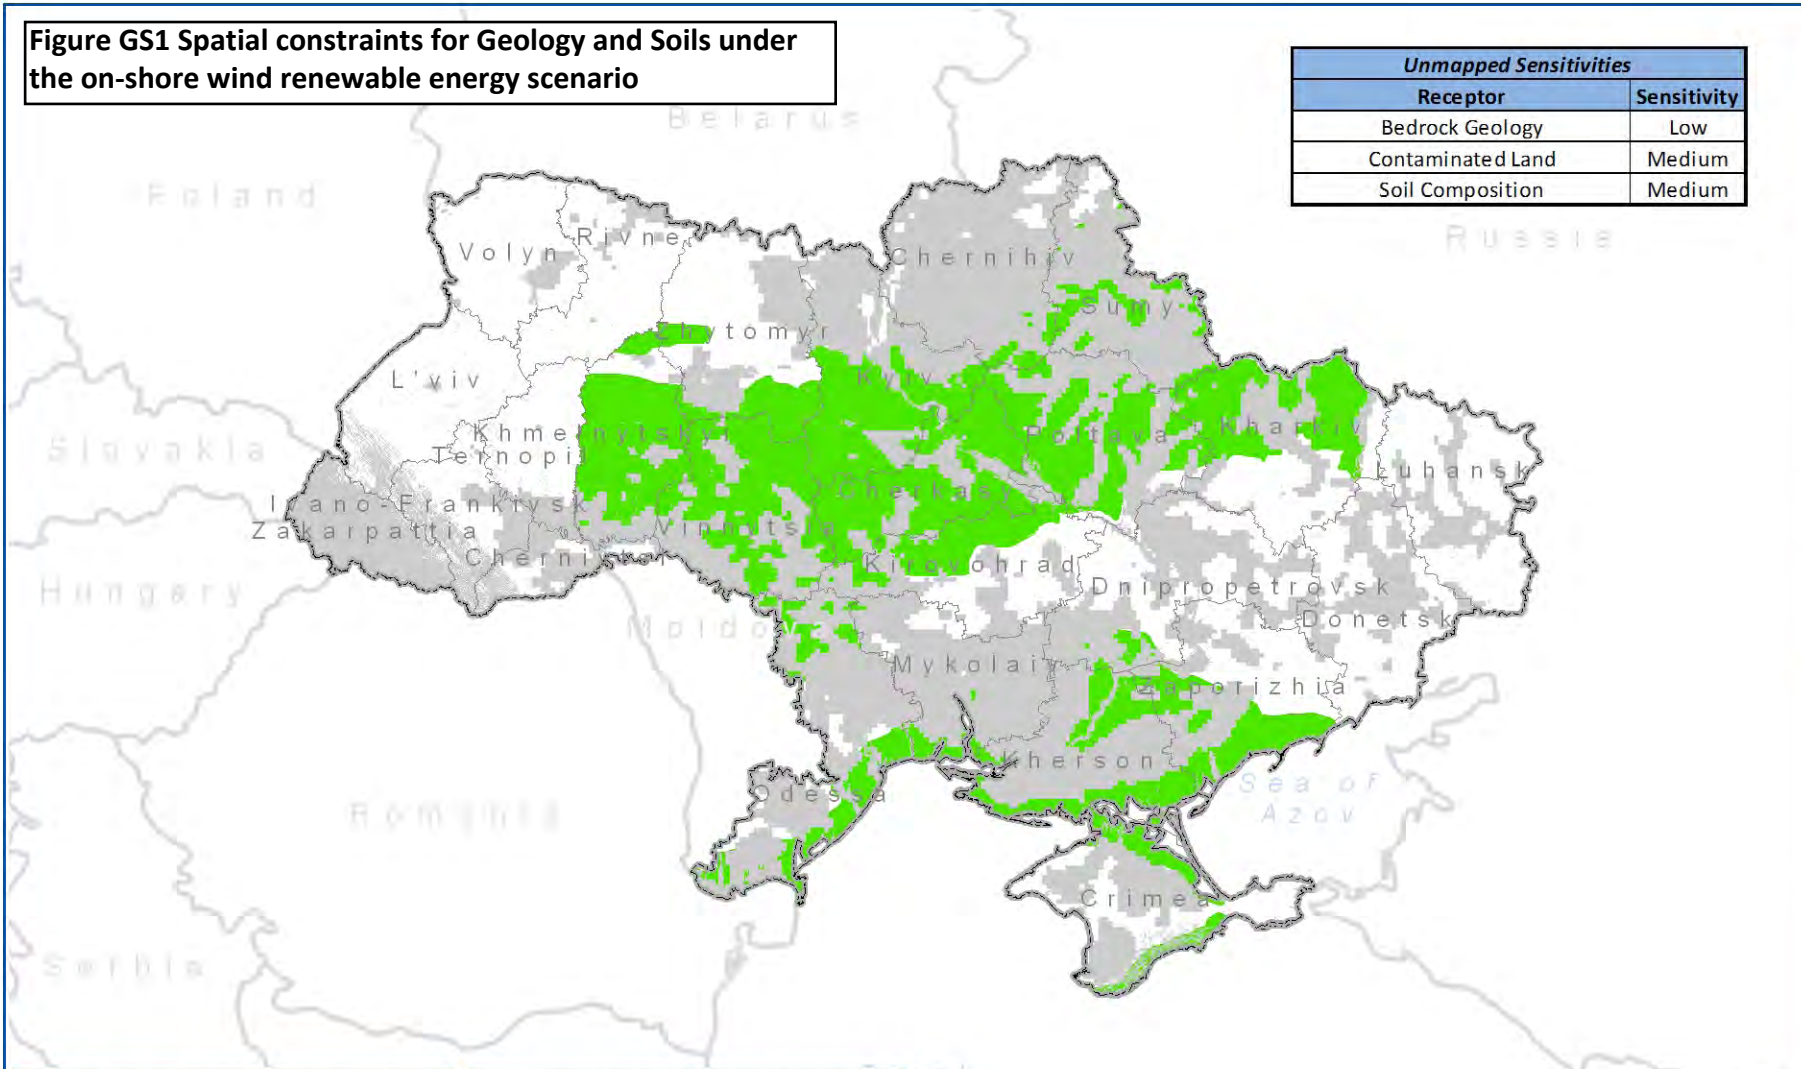 Figure GS1 Spatial constraints for Geology and Soils under
the on-shore wind renewable energy scenario
Unmapped Sensitivities
Receptor Sensitivity
Bedrock Geology Low
Contaminated Land Medium
Soil Composition Medium
Belarus
Poland
Russia
Volyn
Rivne
Chernihiv
Sumy
Zhytomyr
L'viv
Kyiv
Slovakia
Khmelnytskyi
Ternopil
Poltava
Kharkiv
Luhansk
Ivano-Frankivsk
Cherkasy
Zakarpattia
Vinnytsia
Hungary
Kirovohrad
Dnipropetrovsk
Donetsk
Moldova
Mykolaiv
Zaporizhia
Kherson
Odessa
Sea of
Azov
Romania
Crimea
Serbia